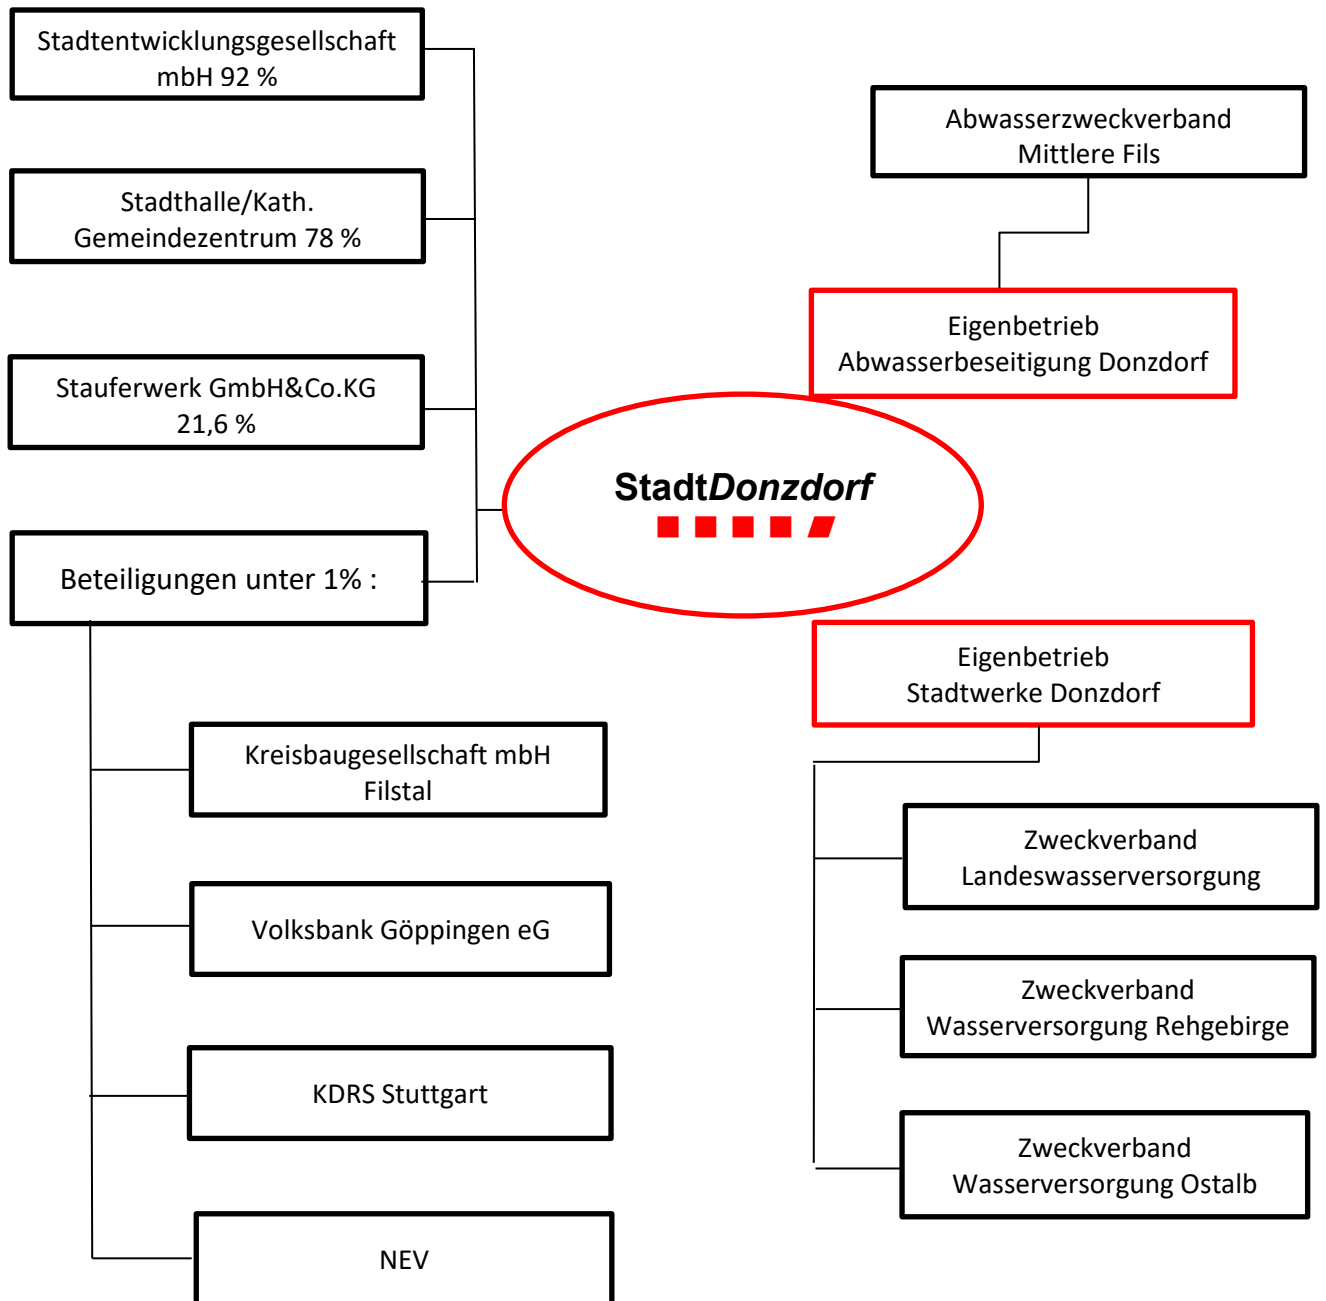 Stadtentwicklungsgesellschaft
mbH 92 %
Stadthalle/Kath.
Gemeindezentrum 78 %
Stauferwerk GmbH&Co.KG
21,6 %
Beteiligungen unter 1% :
Kreisbaugesellschaft mbH
Filstal
Volksbank Göppingen eG
KDRS Stuttgart
NEV
StadtDonzdorf
Abwasserzweckverband
Mittlere Fils
Eigenbetrieb
Abwasserbeseitigung Donzdorf
Eigenbetrieb
Stadtwerke Donzdorf
Zweckverband
Landeswasserversorgung
Zweckverband
Wasserversorgung Rehgebirge
Zweckverband
Wasserversorgung Ostalb